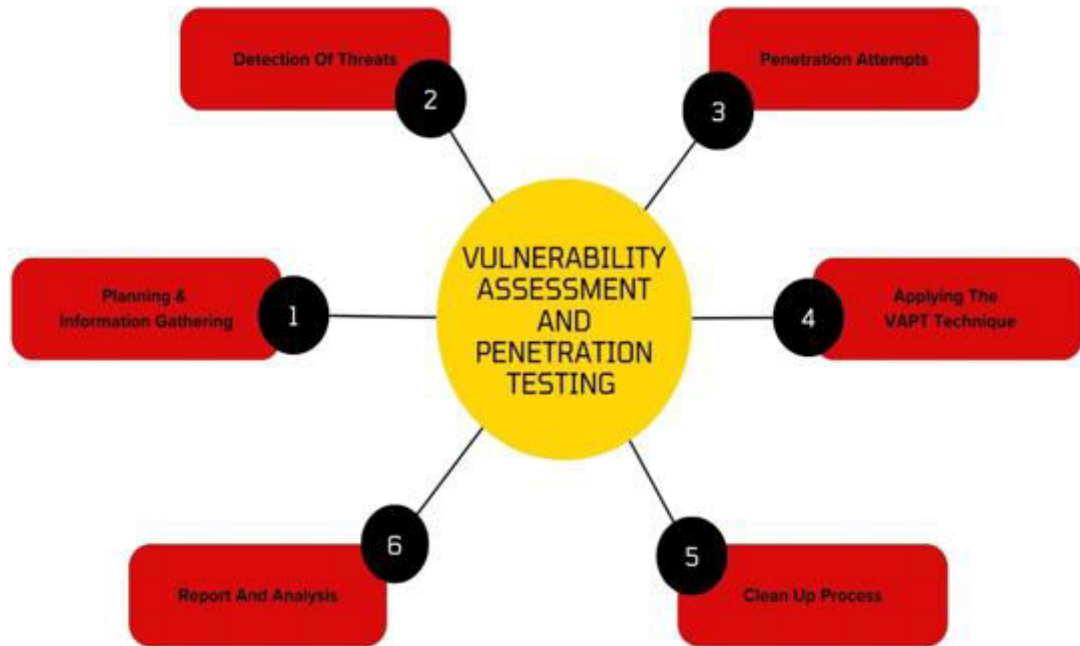 Detection Of Threats
2
Penetration Attempts
3
VULNERABILITY
ASSESSMENT
AND
PENETRATION
TESTING
Planning &
Information Gathering
1
4
Applying The
VAPT Technique
6
Report And Analysis
5
Clean Up Process